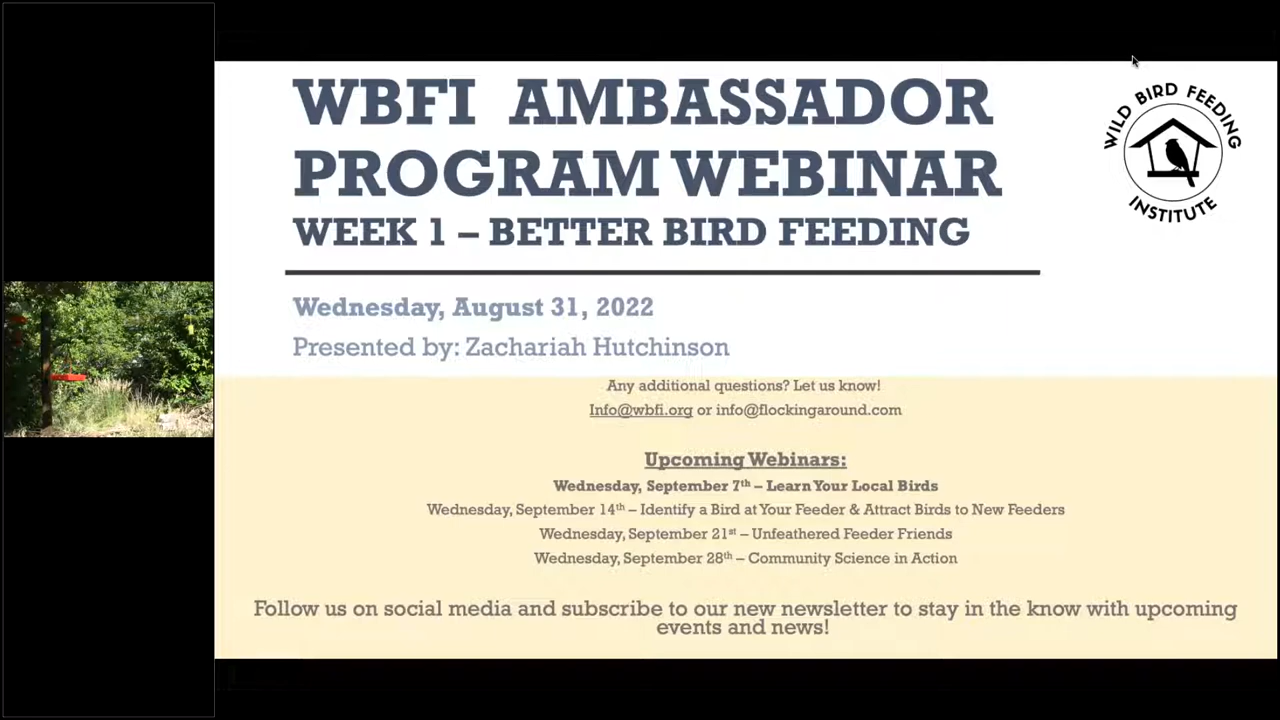 WBFI AMBASSADOR
PROGRAM WEBINAR
WEEK 1 – BETTER BIRD FEEDING
WILD BIRD FEEDING
INSTITUTE
Wednesday, August 31, 2022
Presented by: Zachariah Hutchinson
Any additional questions? Let us know!
Info@wbfi.org or info@flockingaround.com
Upcoming Webinars:
Wednesday, September 7th – Learn Your Local Birds
Wednesday, September 14th – Identify a Bird at Your Feeder & Attract Birds to New Feeders
Wednesday, September 21st – Unfeathered Feeder Friends
Wednesday, September 28th – Community Science in Action
Follow us on social media and subscribe to our new newsletter to stay in the know with upcoming
events and news!